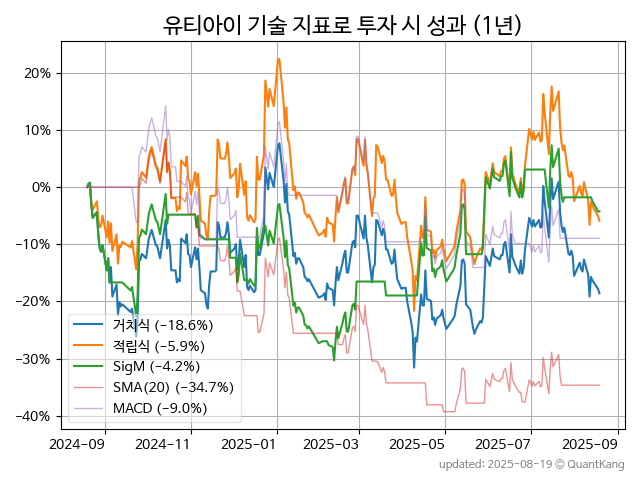 유티아이 기술 지표로 투자 시 성과 (1년)
20%
10%
0%
−10%
−20%
−30%
−40%
거치식 (−18.6%)
적립식 (−5.9%)
SigM (−4.2%)
SMA(20) (−34.7%)
MACD (−9.0%)
2024-09
2024-11
2025-01
2025-03
2025-05
2025-07
2025-09
updated: 2025-08-19 © QuantKang